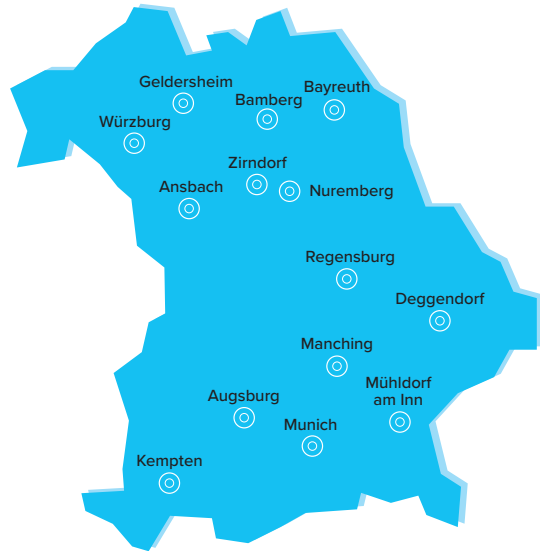 Geldersheim
Bayreuth
Bamberg
Würzburg
Zirndorf
Ansbach
Nuremberg
Regensburg
Deggendorf
Manching
Mühldorf
am Inn
Augsburg
Munich
Kempten